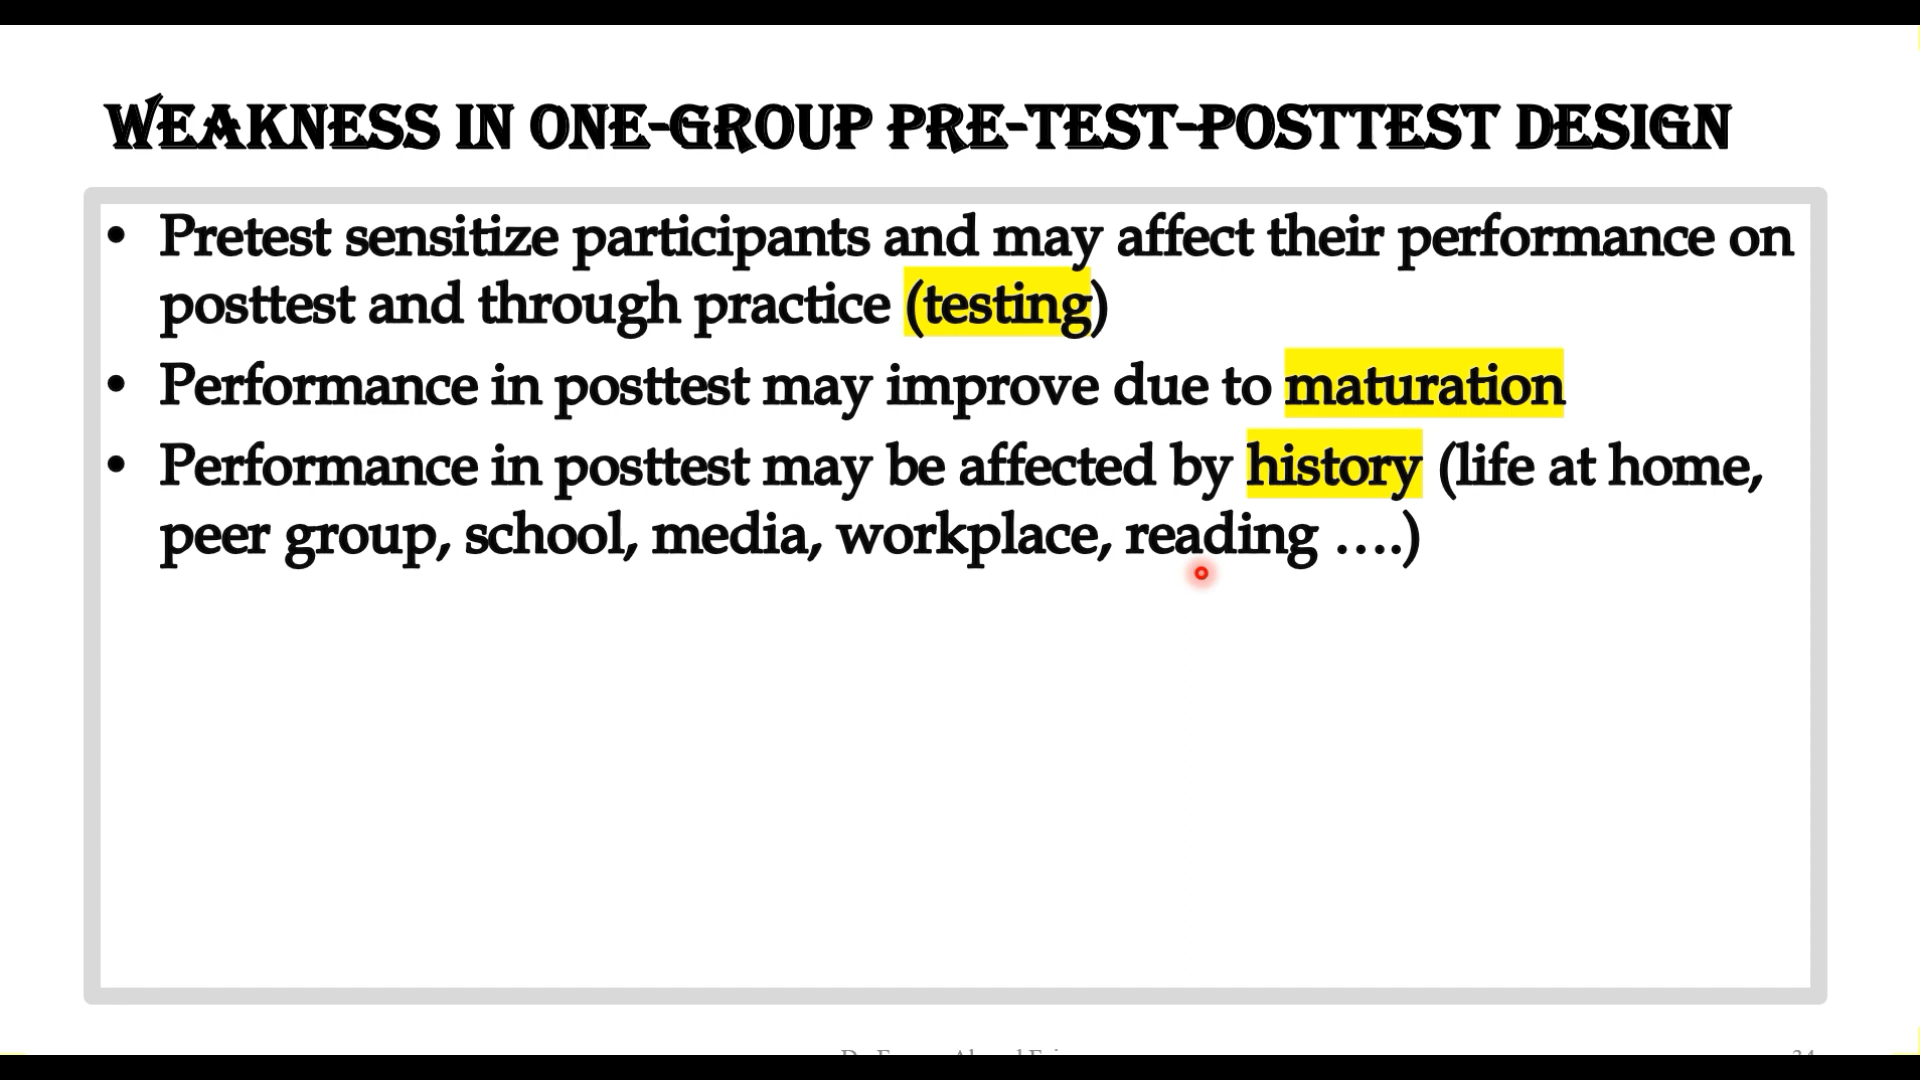 WEAKNESS IN ONE-GROUP PRE-TEST-POSTTEST DESIGN
• Pretest sensitize participants and may affect their performance on
posttest and through practice (testing)
• Performance in posttest may improve due to maturation
• Performance in posttest may be affected by history (life at home,
peer group, school, media, workplace, reading ….)